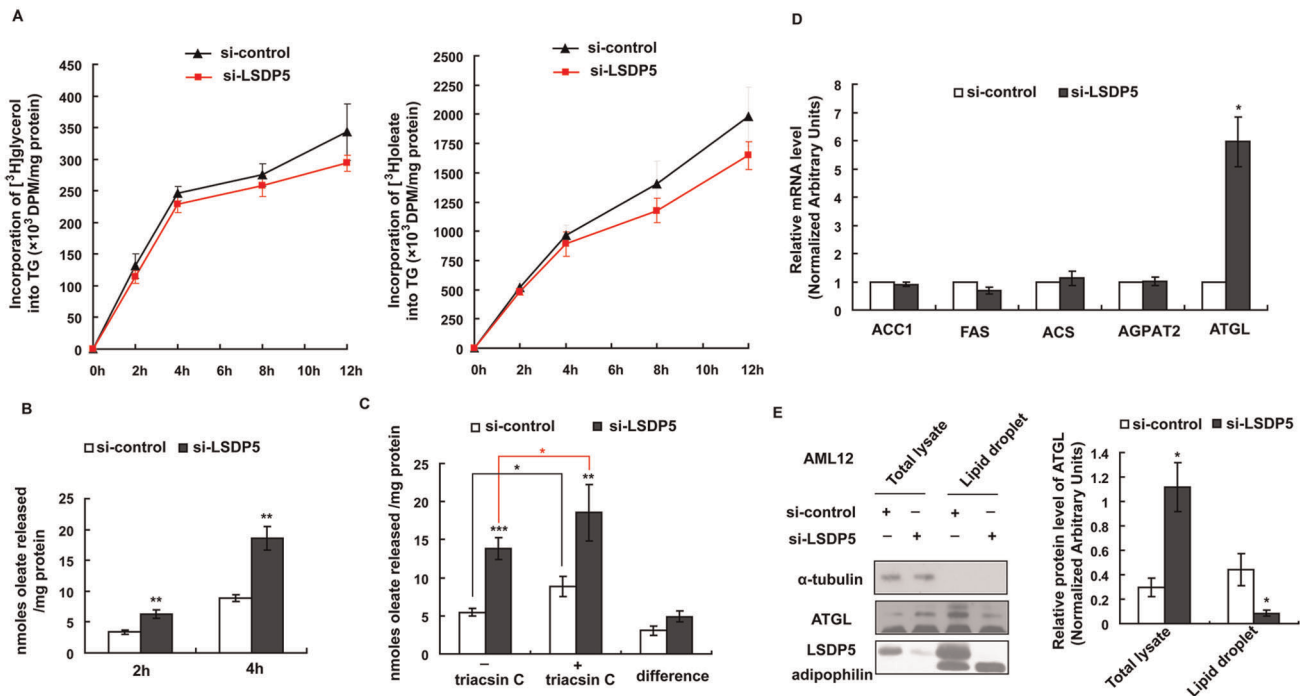 A
si-control
si-LSDP5
Incorporation of [³H]glycerol
into TG (×10³ DPM/mg protein)
450
400
350
300
250
200
150
100
50
0
0h 2h 4h 6h 8h 12h
si-control
si-LSDP5
Incorporation of [³H]oleate
into TG (×10³DPM/mg protein)
2500
2250
2000
1750
1500
1250
1000
750
500
250
0
0h 2h 4h 8h 12h
D
si-control si-LSDP5
Relative mRNA level
(Normalized Arbitrary Units)
8
7
6
5
4
3
2
1
0
*
ACC1 FAS ACS AGPAT2 ATGL
B
si-control si-LSDP5
nmoles oleate released
/mg protein
25
20
15
10
5
0
** **
2h 4h
C
si-control si-LSDP5
nmoles oleate released /mg protein
25
20
15
10
5
0
* *
*** **
− +
triacsin C triacsin C difference
E
AML12
Total lysate
Lipid droplet
si-control + − + −
si-LSDP5 − + − +
α-tubulin
ATGL
LSDP5
adipophilin
si-control
si-LSDP5
Relative protein level of ATGL
(Normalized Arbitrary Units)
1.4
1.2
1
0.8
0.6
0.4
0.2
0
*
*
Total lysate
Lipid droplet